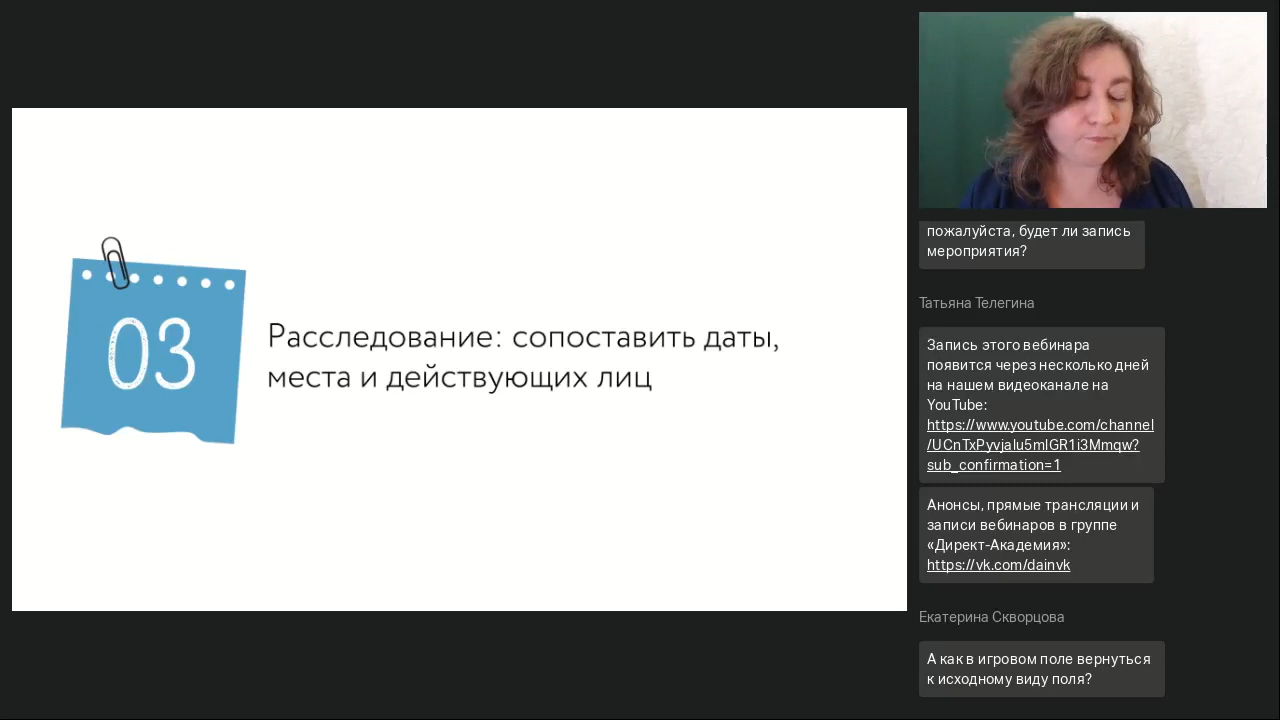 03
Расследование: сопоставить даты,
места и действующих лиц
пожалуйста, будет ли запись
мероприятия?
Татьяна Телегина
Запись этого вебинара
появится через несколько дней
на нашем видеоканале на
YouTube:
https://www.youtube.com/channel
/UCnTxPyvjalu5mlGR1i3Mmqw?
sub_confirmation=1
Анонсы, прямые трансляции и
записи вебинаров в группе
«Директ-Академия»:
https://vk.com/dainvk
Екатерина Скворцова
А как в игровом поле вернуться
к исходному виду поля?